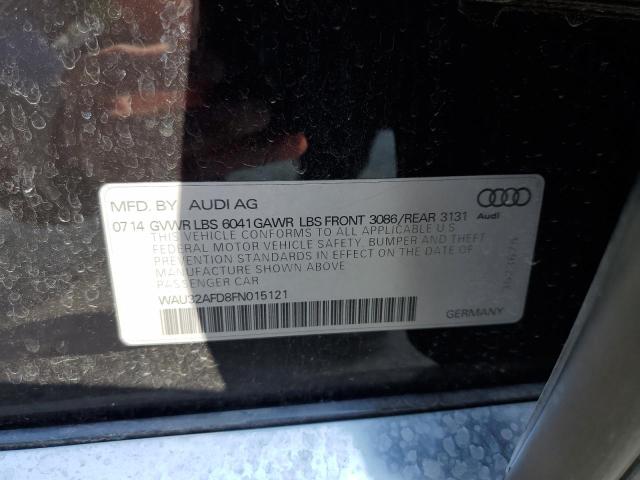 MFD. BY AUDI AG
07 14 GVWR LBS 6041 GAWR LBS FRONT 3086/REAR 3131
THIS VEHICLE CONFORMS TO ALL APPLICABLE U S
FEDERAL MOTOR VEHICLE SAFETY, BUMPER AND THEFT
PREVENTION STANDARDS IN EFFECT ON THE DATE OF
MANUFACTURE SHOWN ABOVE
PASSENGER CAR
WAU32AFD8FN015121
Audi
GERMANY